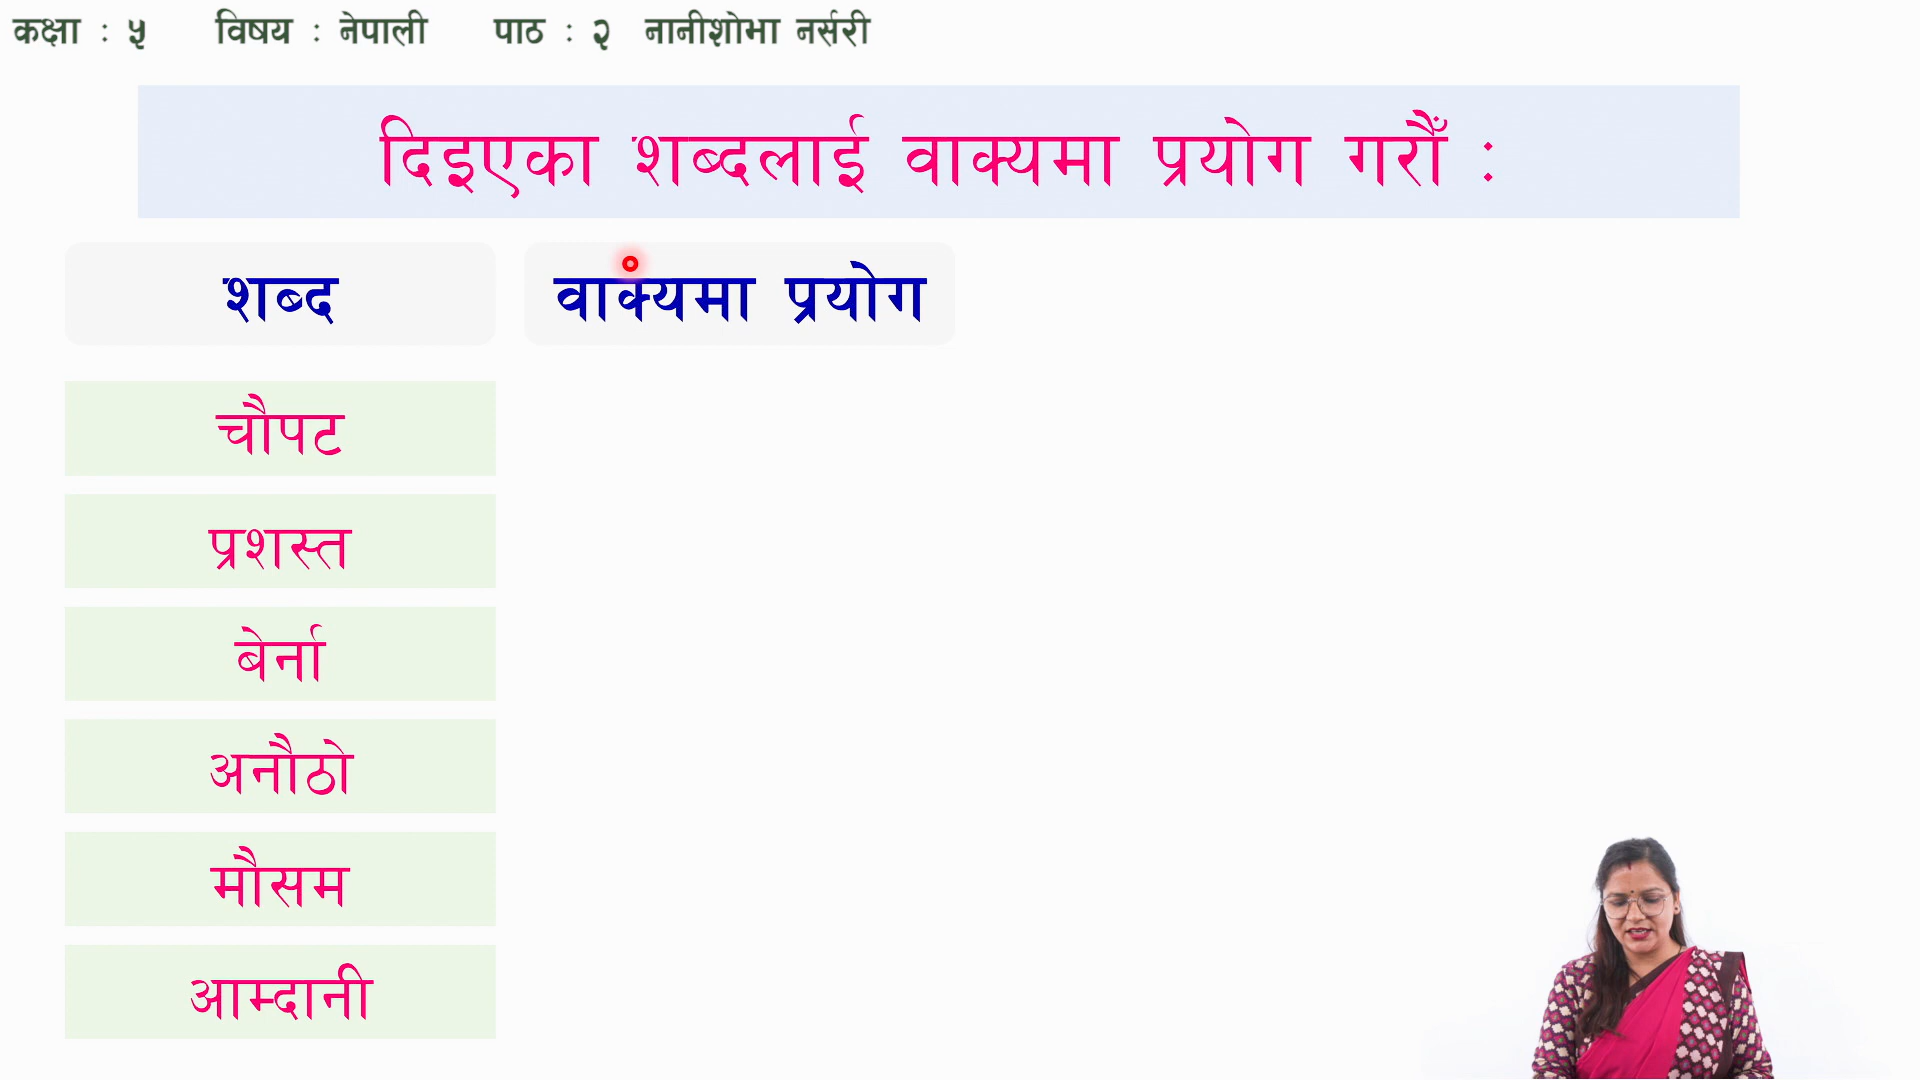 कक्षा : ५ विषय : नेपाली पाठ : २ नानीशोभा नर्सरी
दिइएका शब्दलाई वाक्यमा प्रयोग गरौँ :
शब्द वाक्यमा प्रयोग
चौपट
प्रशस्त
बेर्ना
अनौठो
मौसम
आम्दानी